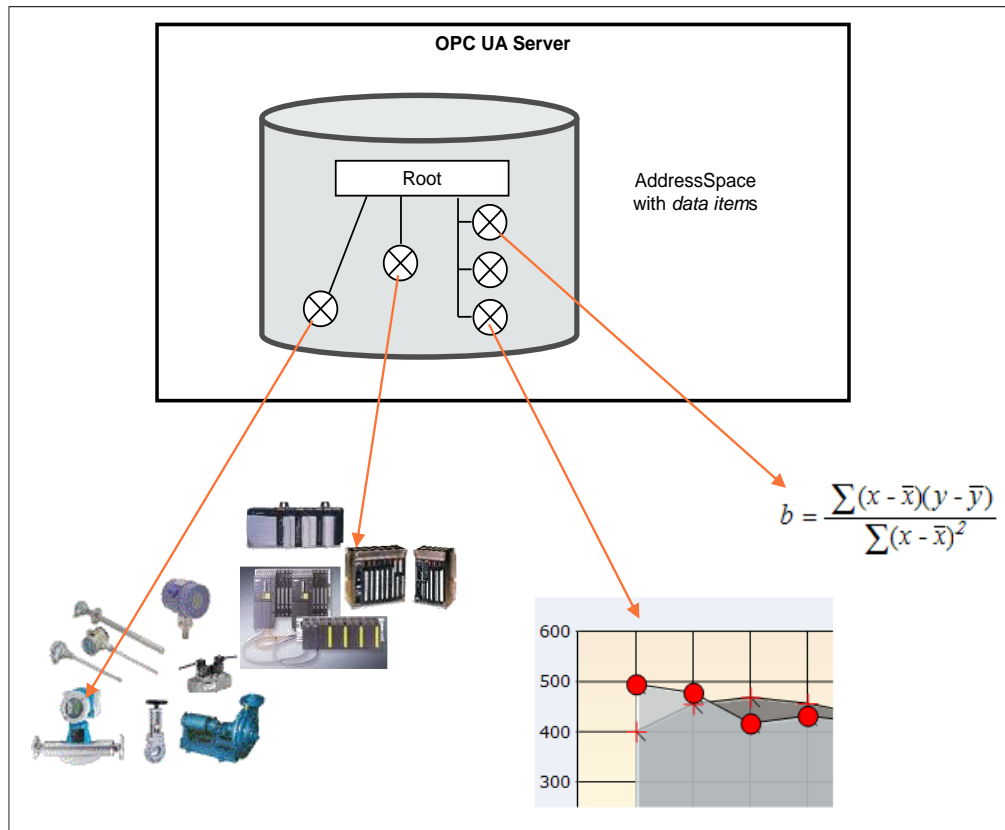 OPC UA Server
Root
AddressSpace
with data items
b = ∑(x - x̅)(y - y̅) / ∑(x - x̅)²
600
500
400
300